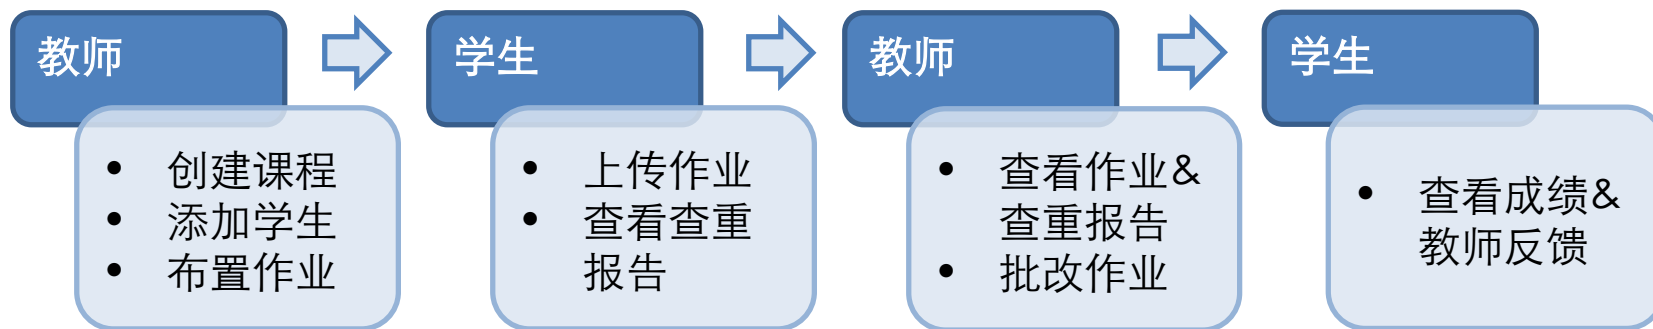 教师
• 创建课程
• 添加学生
• 布置作业
学生
• 上传作业
• 查看查重
报告
教师
• 查看作业&
查重报告
• 批改作业
学生
• 查看成绩&
教师反馈